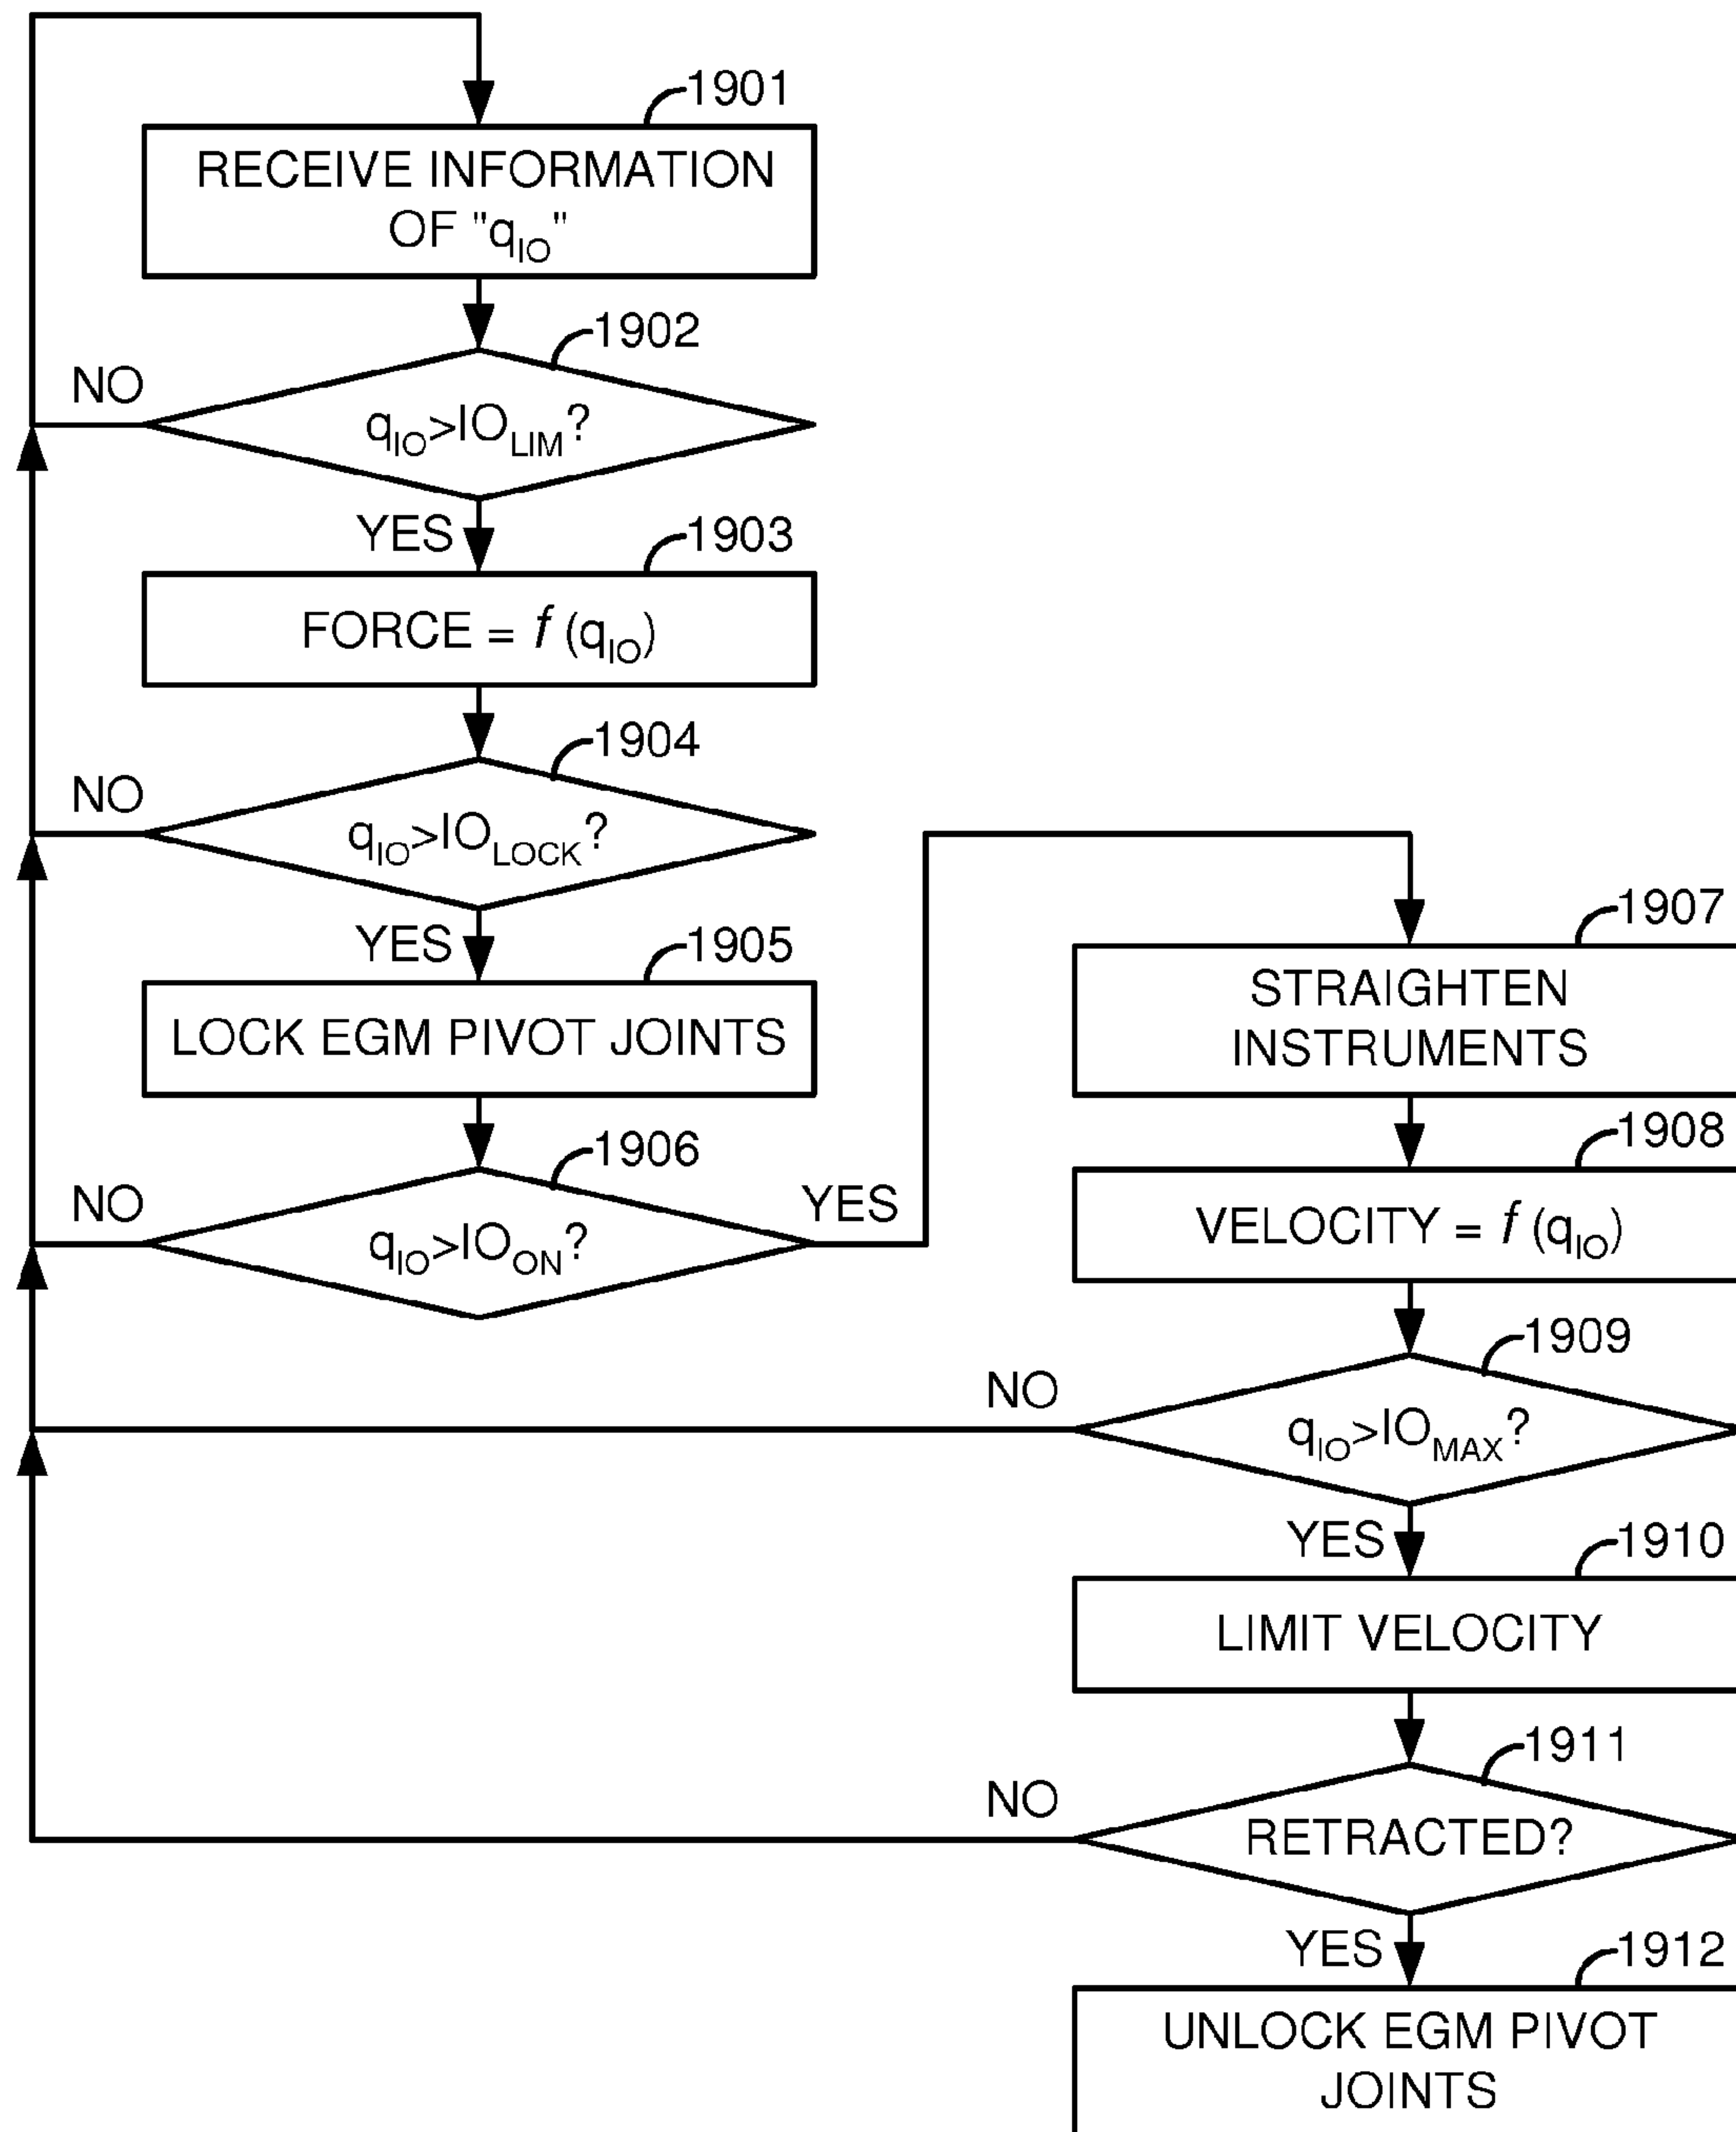 1901
RECEIVE INFORMATION
OF "qIO"
1902
NO
qIO>IOLIM?
YES
1903
FORCE = f (qIO)
1904
NO
qIO>IOLOCK?
YES
1905
LOCK EGM PIVOT JOINTS
1906
NO
qIO>IOON?
YES
1907
STRAIGHTEN
INSTRUMENTS
1908
VELOCITY = f (qIO)
1909
NO
qIO>IOMAX?
YES
1910
LIMIT VELOCITY
1911
NO
RETRACTED?
YES
1912
UNLOCK EGM PIVOT
JOINTS